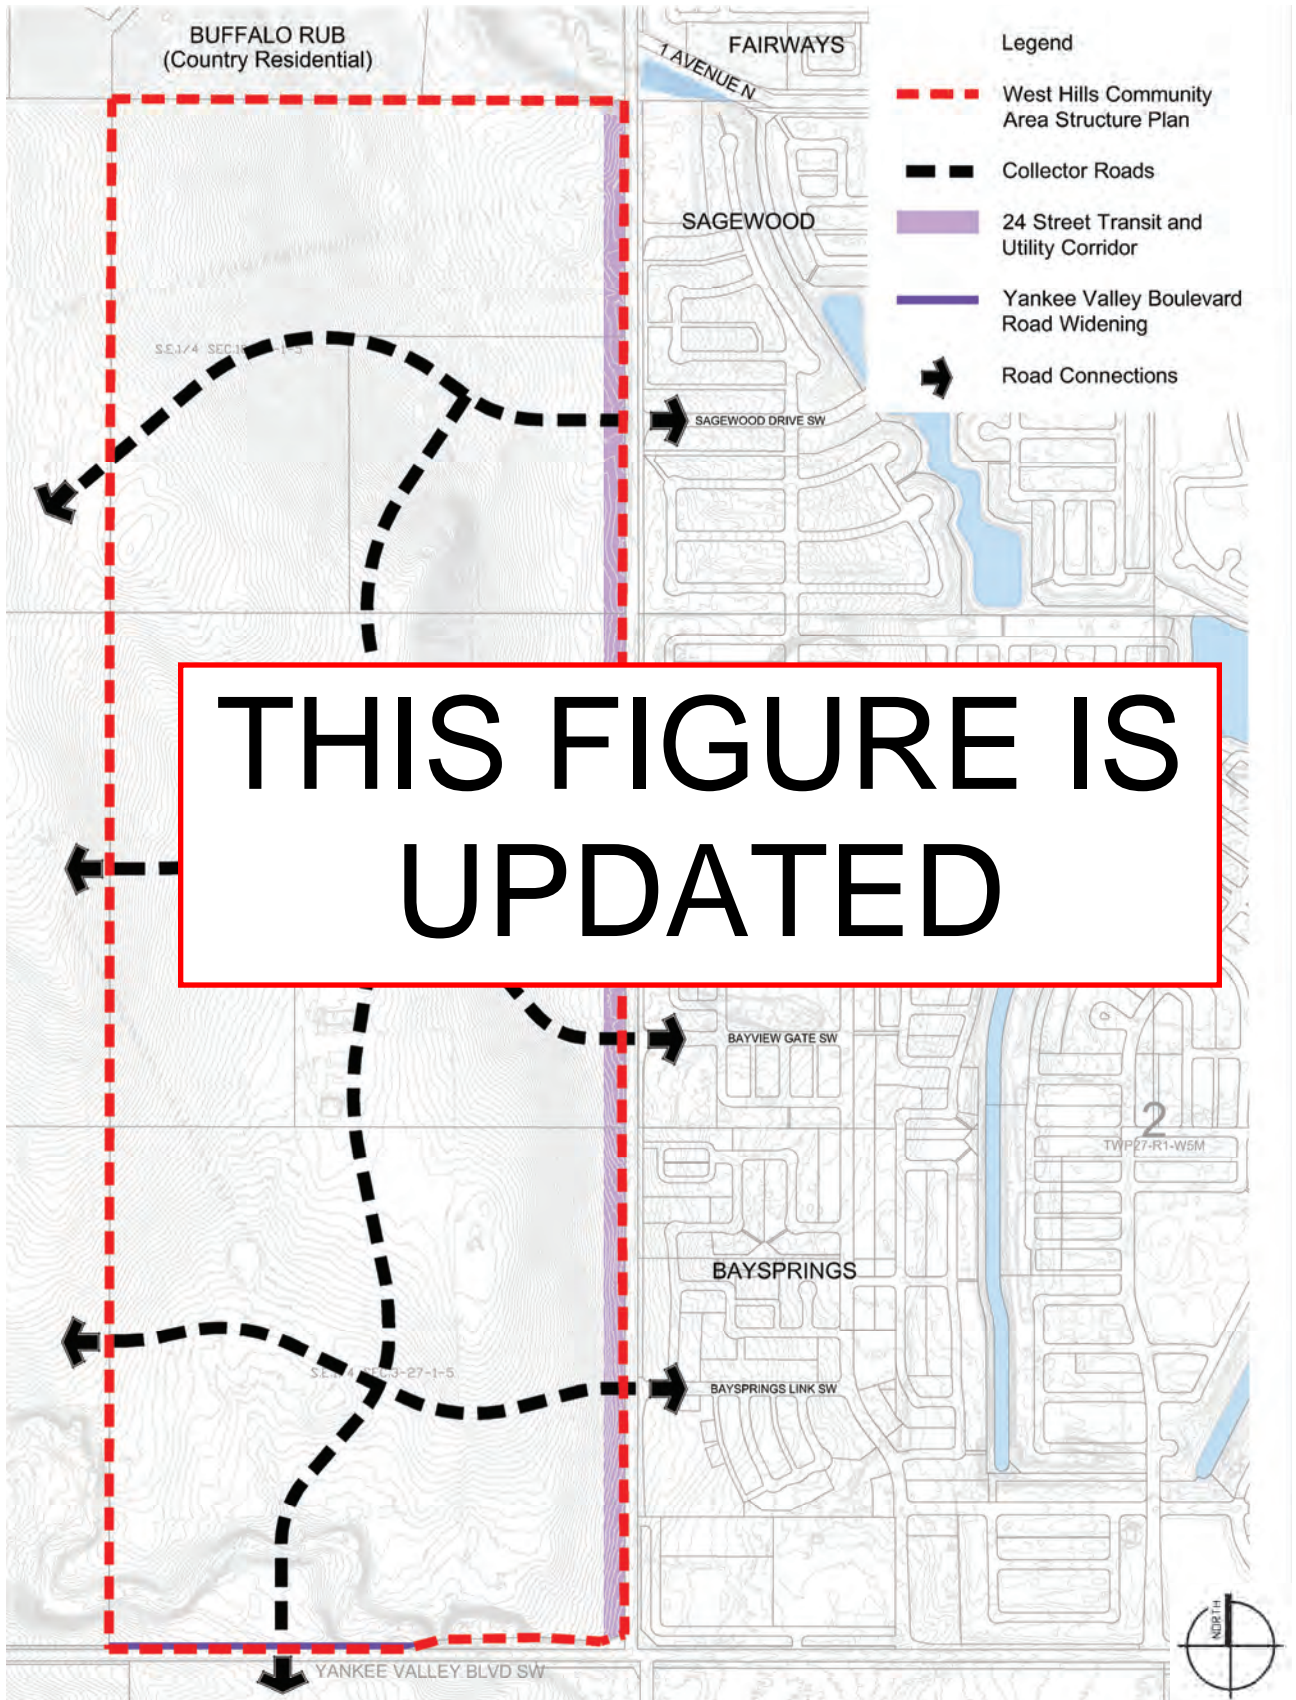 BUFFALO RUB
(Country Residential)
FAIRWAYS
1 AVENUE N
Legend
West Hills Community
Area Structure Plan
Collector Roads
24 Street Transit and
Utility Corridor
Yankee Valley Boulevard
Road Widening
Road Connections
SAGEWOOD
SAGEWOOD DRIVE SW
THIS FIGURE IS
UPDATED
BAYVIEW GATE SW
2
TWP27-R1-W5M
BAYSPRINGS
BAYSPRINGS LINK SW
YANKEE VALLEY BLVD SW
NORTH